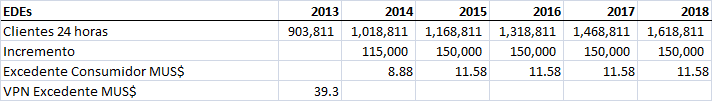 EDEs 2013 2014 2015 2016 2017 2018
Clientes 24 horas 903,811 1,018,811 1,168,811 1,318,811 1,468,811 1,618,811
Incremento 115,000 150,000 150,000 150,000 150,000
Excedente Consumidor MUS$ 8.88 11.58 11.58 11.58 11.58
VPN Excedente MUS$ 39.3